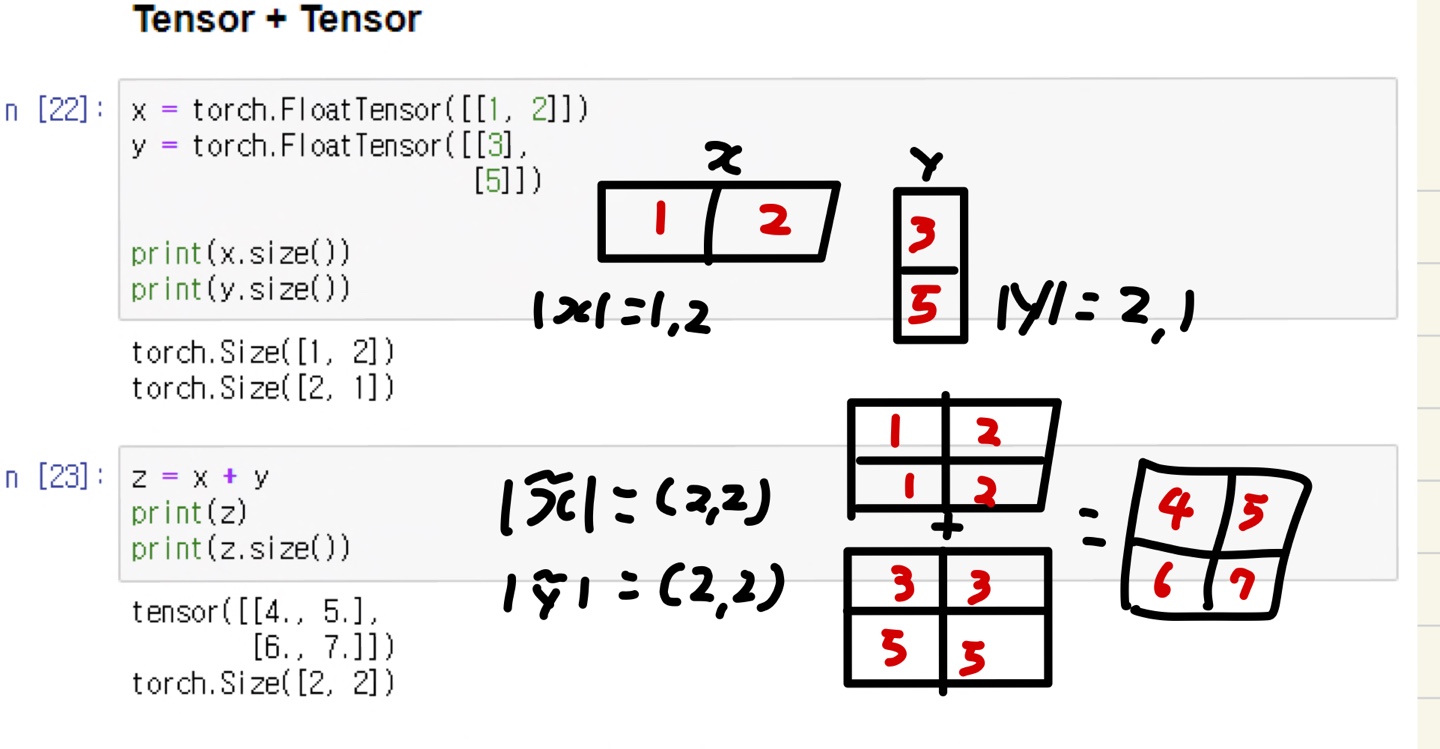 Tensor + Tensor
n [22]:
x = torch.FloatTensor([[1, 2]])
y = torch.FloatTensor([[3],
[5]])
print(x.size())
print(y.size())
x
1 2
|x| = 1,2
y
3
5
|y| = 2,1
torch.Size([1, 2])
torch.Size([2, 1])
n [23]:
z = x + y
print(z)
print(z.size())
|x̃| = (2,2)
|ỹ| = (2,2)
1 2
1 2
+
3 3
5 5
=
4 5
6 7
tensor([[4., 5.],
[6., 7.]])
torch.Size([2, 2])